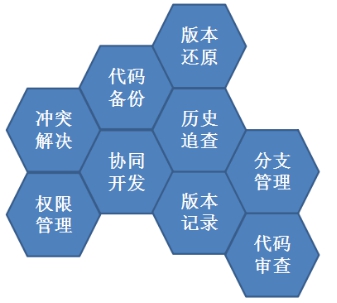 版本
还原
代码
备份
冲突
解决
历史
追查
协同
开发
分支
管理
权限
管理
版本
记录
代码
审查